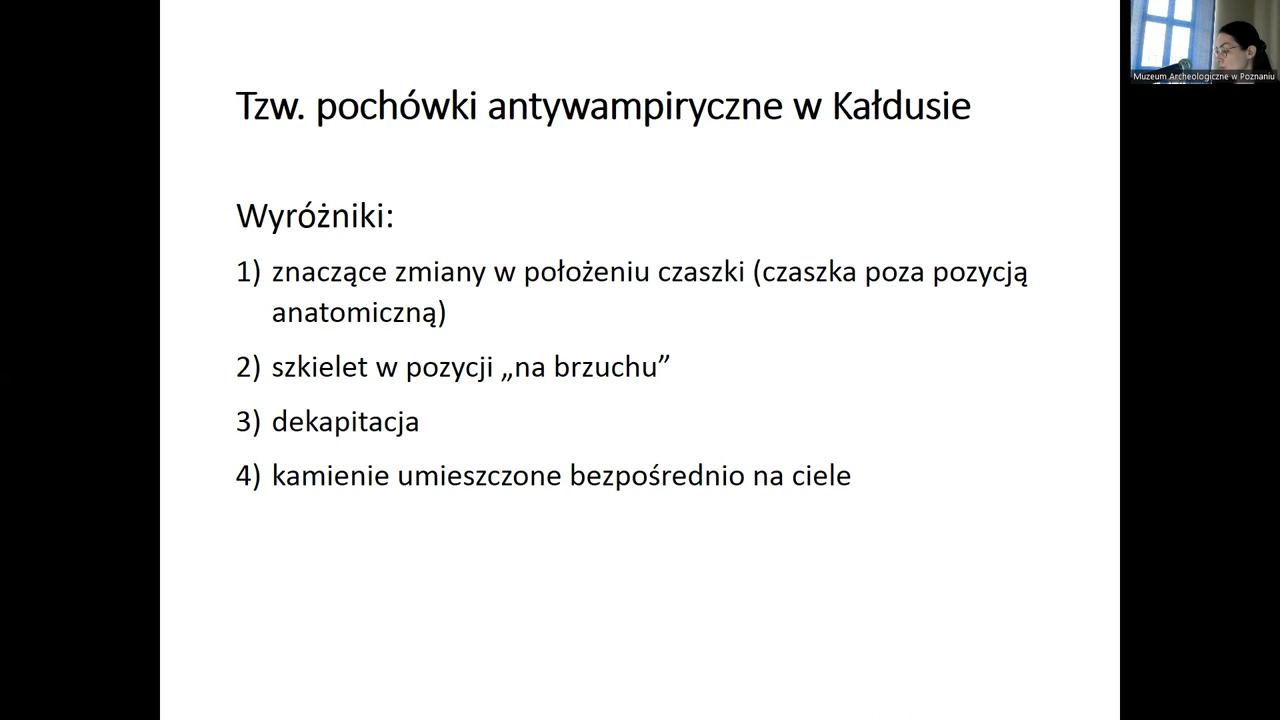 Tzw. pochówki antywampiryczne w Kałdusie
Wyróżniki:
1) znaczące zmiany w położeniu czaszki (czaszka poza pozycją
anatomiczną)
2) szkielet w pozycji „na brzuchu”
3) dekapitacja
4) kamienie umieszczone bezpośrednio na ciele
Muzeum Archeologiczne w Poznaniu